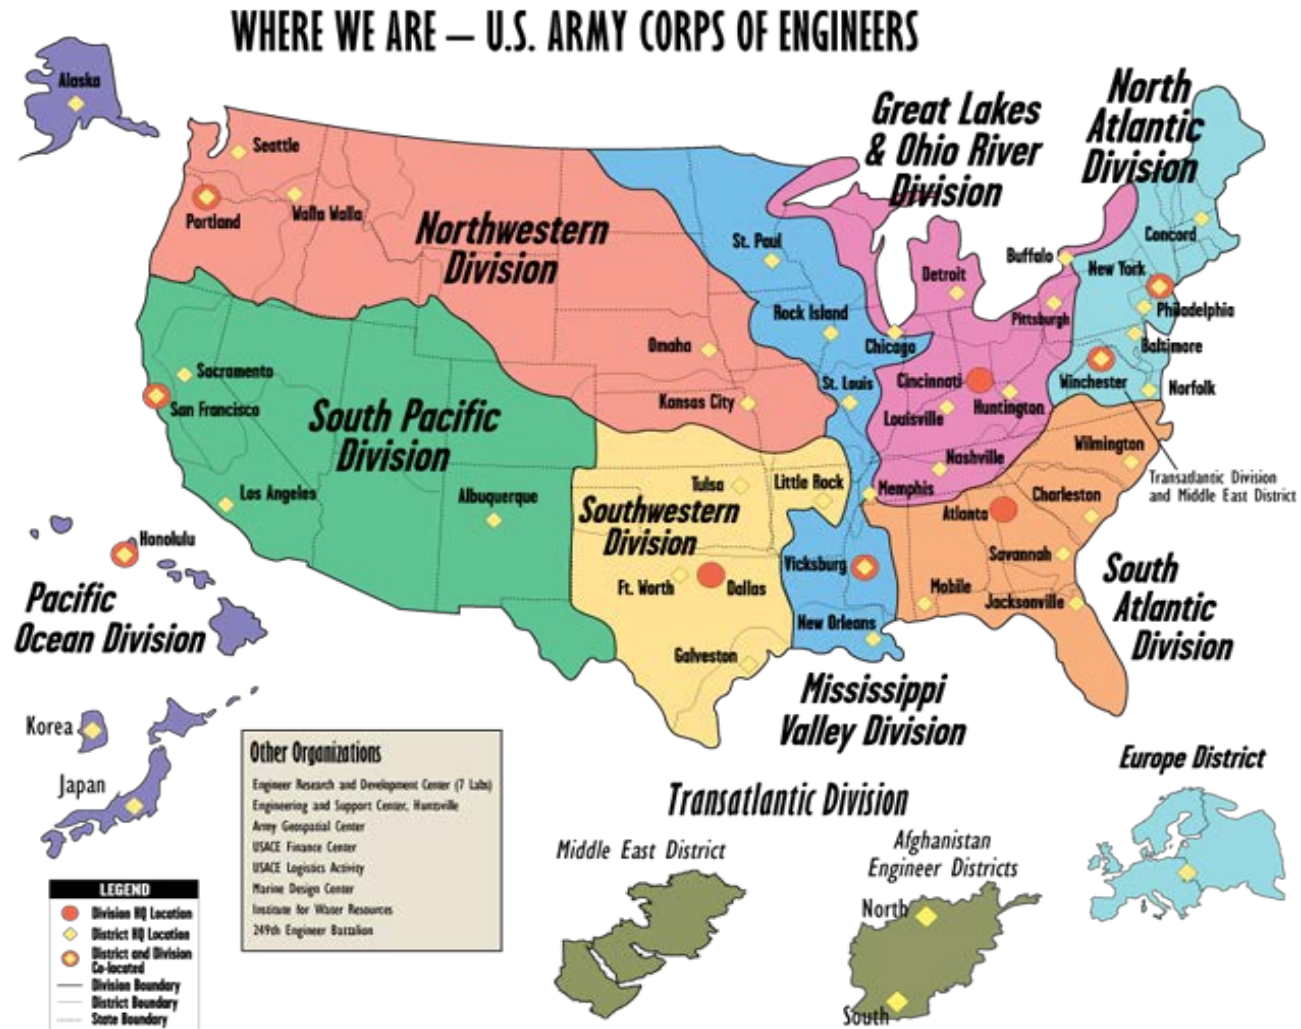 WHERE WE ARE – U.S. ARMY CORPS OF ENGINEERS
Alaska
Great Lakes
& Ohio River
Division
North
Atlantic
Division
Seattle
Portland
Walla Walla
Northwestern
Division
St. Paul
Rock Island
Omaha
Kansas City
St. Louis
Chicago
Detroit
Buffalo
Pittsburgh
Concord
New York
Philadelphia
Baltimore
Winchester
Norfolk
Cincinnati
Louisville
Huntington
Nashville
Memphis
Sacramento
San Francisco
South Pacific
Division
Los Angeles
Albuquerque
Tulsa
Little Rock
Southwestern
Division
Ft. Worth
Dallas
Galveston
Vicksburg
New Orleans
Wilmington
Charleston
Atlanta
Savannah
Mobile
Jacksonville
Transatlantic Division
and Middle East District
South
Atlantic
Division
Honolulu
Pacific
Ocean Division
Mississippi
Valley Division
Korea
Japan
Other Organizations
Engineer Research and Development Center (7 Labs)
Engineering and Support Center, Huntsville
Army Geospatial Center
USACE Finance Center
USACE Logistics Activity
Marine Design Center
Institute for Water Resources
249th Engineer Battalion
Transatlantic Division
Middle East District
Afghanistan
Engineer Districts
North
South
Europe District
LEGEND
Division HQ Location
District HQ Location
District and Division
Co-located
Division Boundary
District Boundary
State Boundary